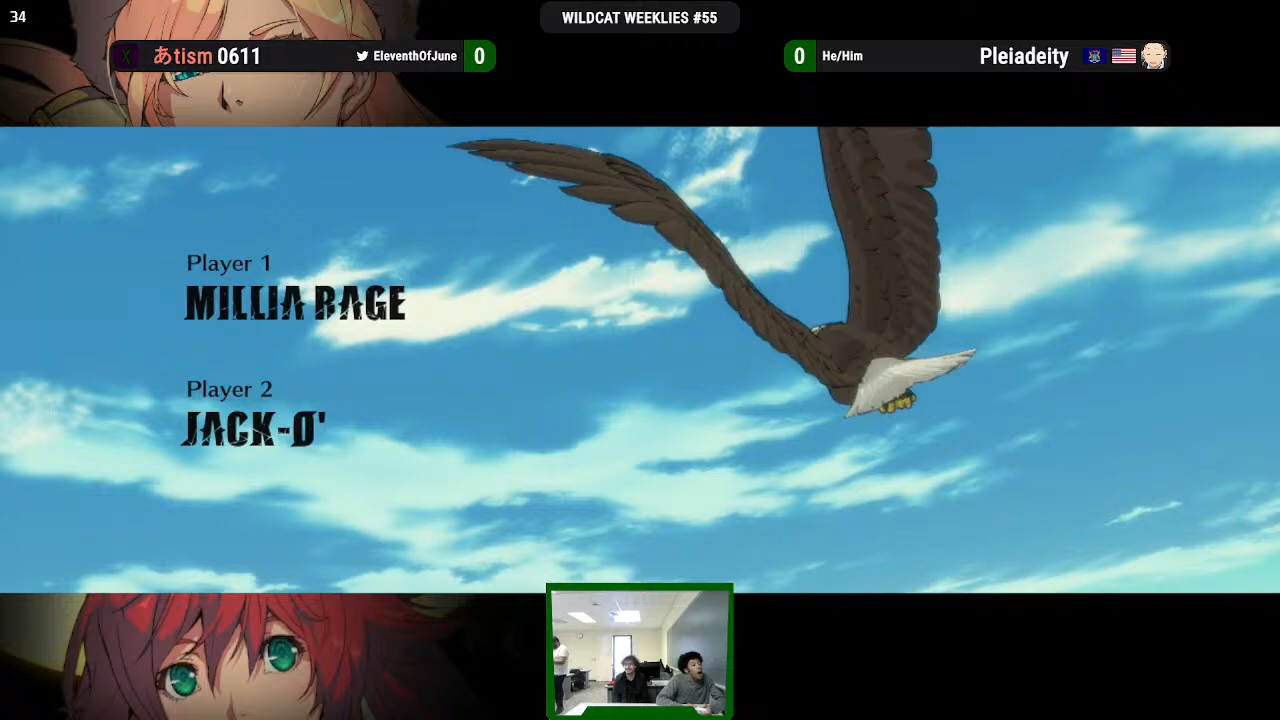 34
WILDCAT WEEKLIES #55
X あtism 0611
EleventhOfJune
0
0
He/Him
Pleiadeity
Player 1
MILLIA RAGE
Player 2
JACK-O'